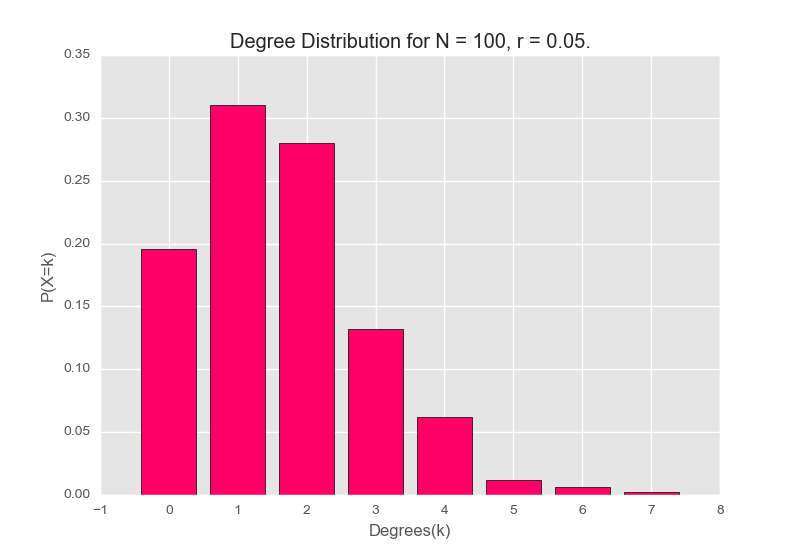 Degree Distribution for N = 100, r = 0.05.
0.35
0.30
0.25
0.20
0.15
0.10
0.05
0.00
P(X=k)
−1 0 1 2 3 4 5 6 7 8
Degrees(k)